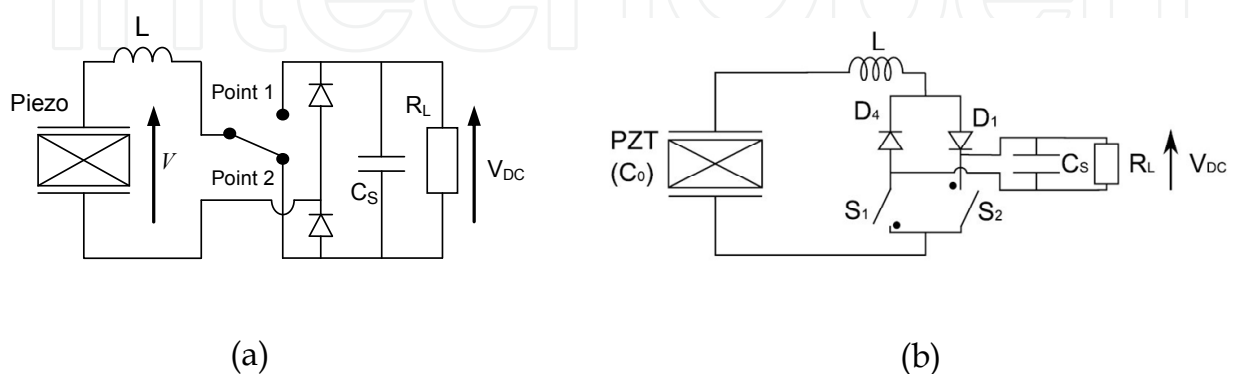 L
Piezo
V
Point 1
Point 2
C_S
R_L
V_DC
(a)
L
D_4
D_1
PZT
(C_0)
C_S
R_L
V_DC
S_1
S_2
(b)